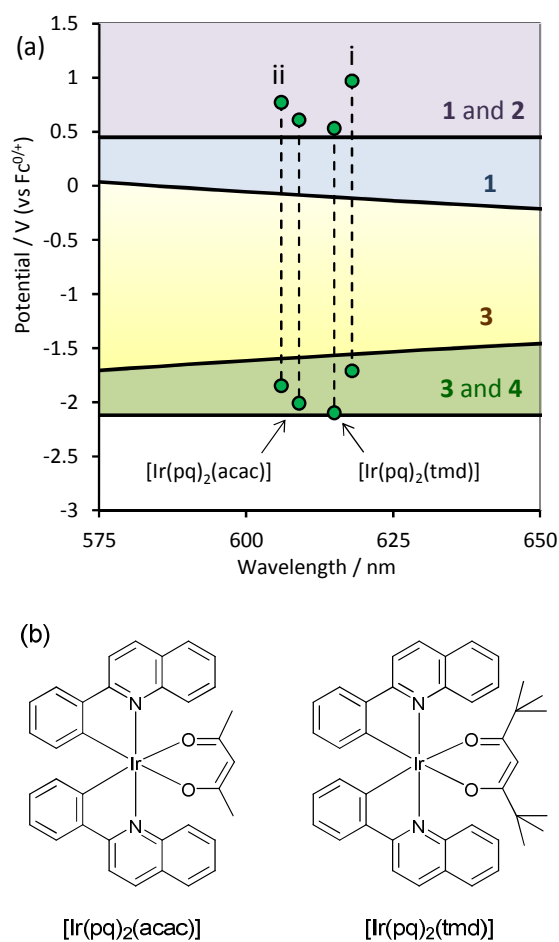 (a)
1.5
1
0.5
0
-0.5
-1
-1.5
-2
-2.5
-3
Potential / V (vs Fc0/+)
ii
i
1 and 2
1
3
3 and 4
[Ir(pq)2(acac)]
[Ir(pq)2(tmd)]
575
600
625
650
Wavelength / nm
(b)
N
O
Ir
O
N
N
O
Ir
O
N
[Ir(pq)2(acac)]
[Ir(pq)2(tmd)]